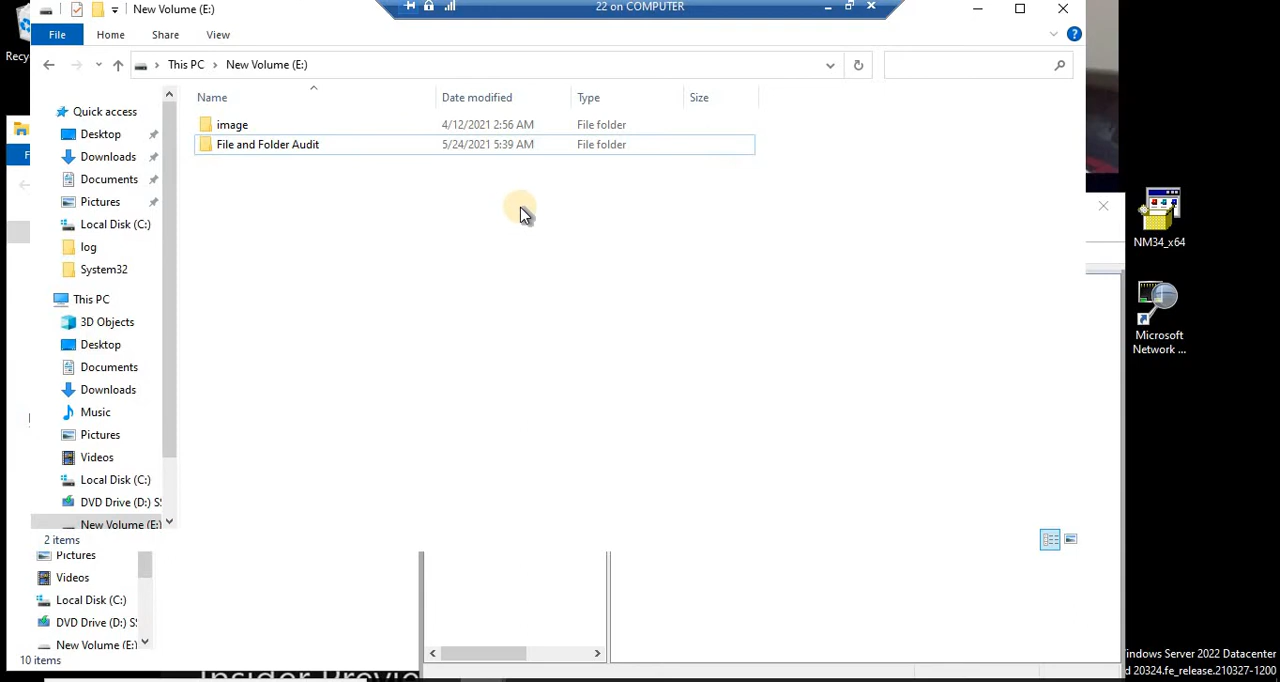 New Volume (E:)
22 on COMPUTER
File
Home
Share
View
This PC
New Volume (E:)
Name
Date modified
Type
Size
image
4/12/2021 2:56 AM
File folder
File and Folder Audit
5/24/2021 5:39 AM
File folder
Quick access
Desktop
Downloads
Documents
Pictures
Local Disk (C:)
log
System32
This PC
3D Objects
Desktop
Documents
Downloads
Music
Pictures
Videos
Local Disk (C:)
DVD Drive (D:) S
New Volume (E:)
2 items
Pictures
Videos
Local Disk (C:)
DVD Drive (D:) S
New Volume (E:)
10 items
Recyc
F
NM34_x64
Microsoft
Network ...
indows Server 2022 Datacenter
d 20324.fe_release.210327-1200